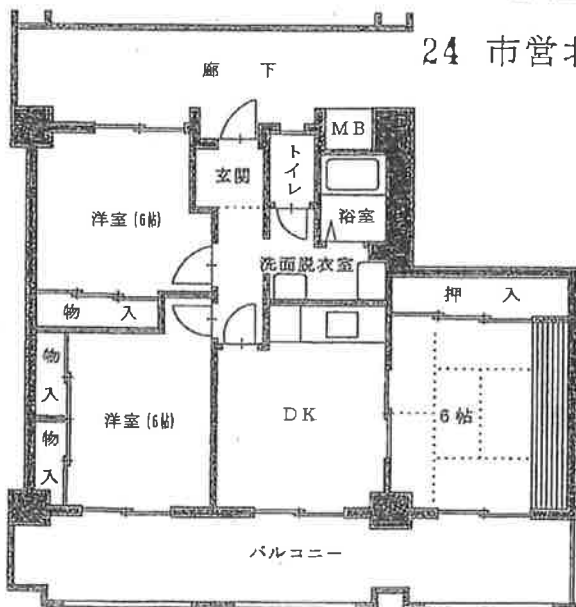 24 市営
廊 下
MB
トイレ
玄関
洋室(6帖)
浴室
洗面脱衣室
物 入
押 入
物入
洋室(6帖)
DK
6帖
物入
バルコニー